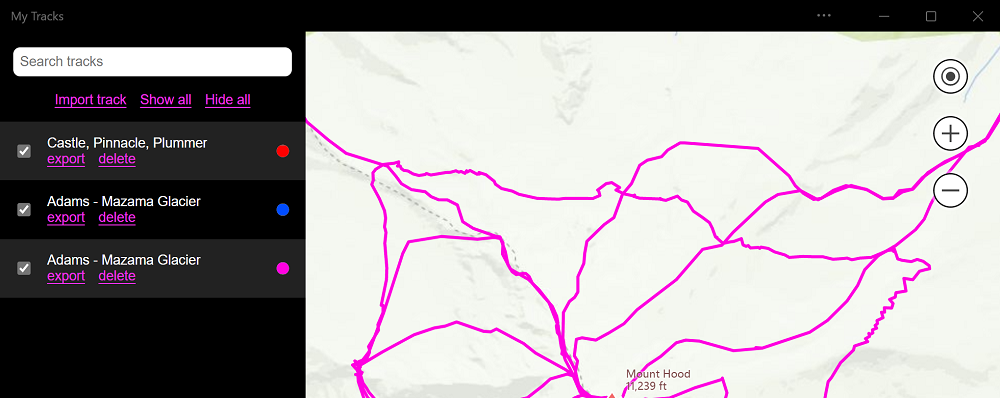 My Tracks
Search tracks
Import track Show all Hide all
Castle, Pinnacle, Plummer
export delete
Adams - Mazama Glacier
export delete
Adams - Mazama Glacier
export delete
Mount Hood
11,239 ft